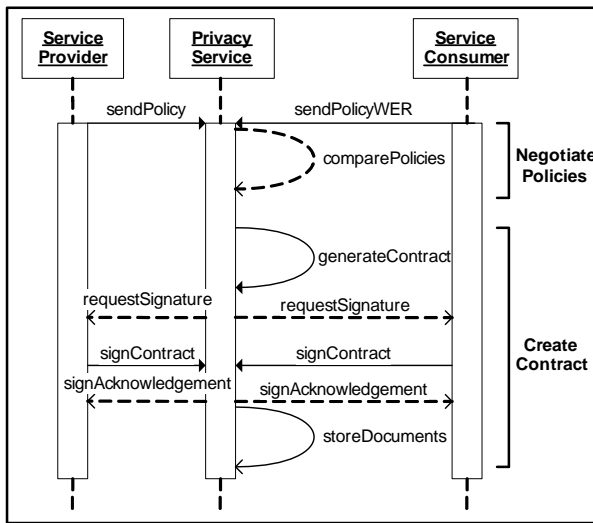 Service
Provider
Privacy
Service
Service
Consumer
sendPolicy
sendPolicyWER
comparePolicies
Negotiate
Policies
generateContract
requestSignature
requestSignature
signContract
signContract
Create
Contract
signAcknowledgement
signAcknowledgement
storeDocuments